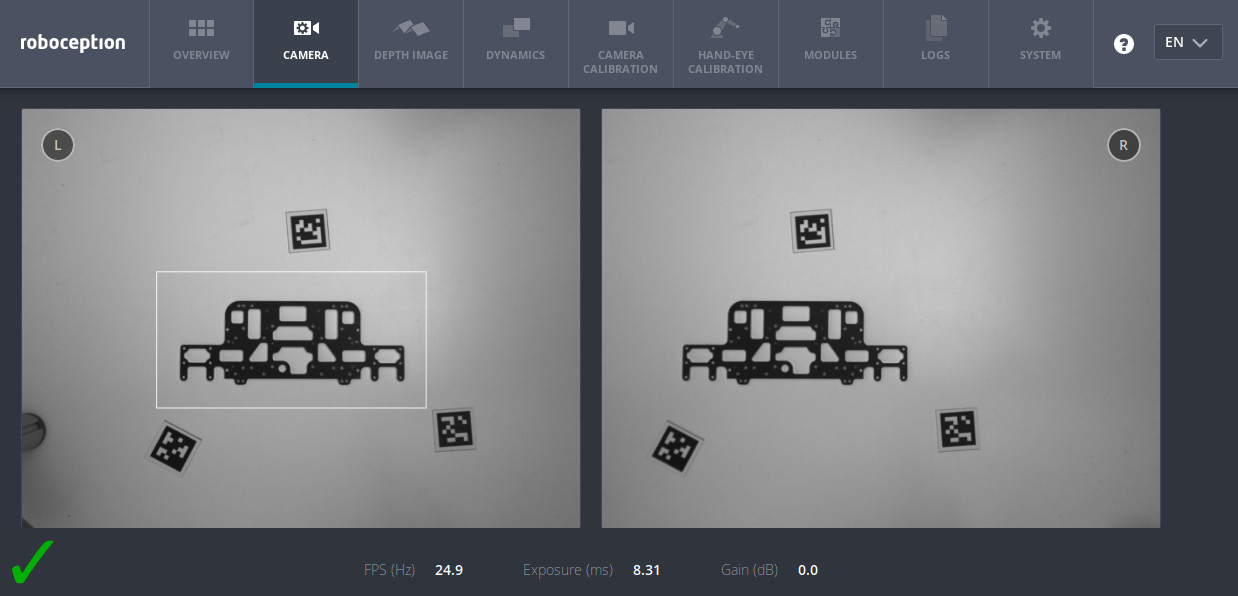 roboception
OVERVIEW
CAMERA
DEPTH IMAGE
DYNAMICS
CAMERA
CALIBRATION
HAND-EYE
CALIBRATION
MODULES
LOGS
SYSTEM
?
EN
L
R
FPS (Hz) 24.9 Exposure (ms) 8.31 Gain (dB) 0.0